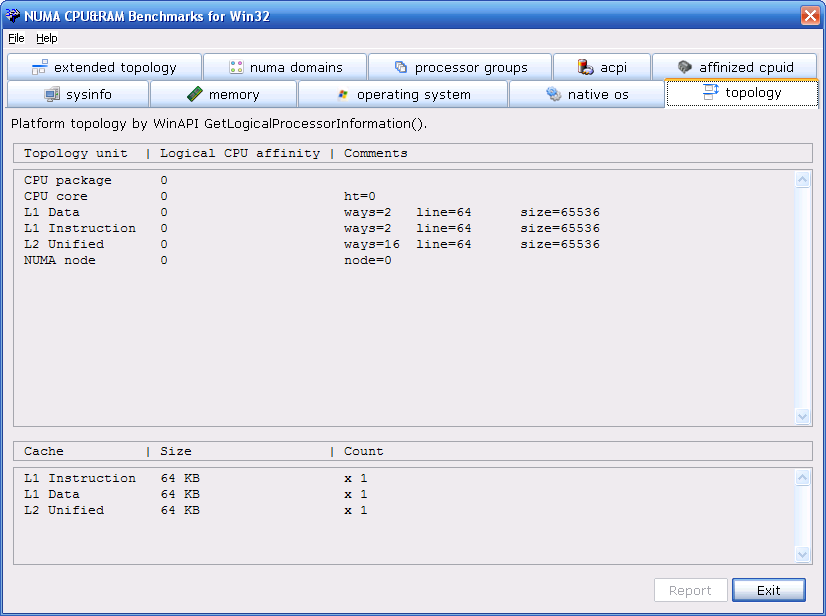 NUMA CPU&RAM Benchmarks for Win32
File Help
extended topology numa domains processor groups acpi affinized cpuid
sysinfo memory operating system native os topology
Platform topology by WinAPI GetLogicalProcessorInformation().
Topology unit | Logical CPU affinity | Comments
CPU package 0
CPU core 0 ht=0
L1 Data 0 ways=2 line=64 size=65536
L1 Instruction 0 ways=2 line=64 size=65536
L2 Unified 0 ways=16 line=64 size=65536
NUMA node 0 node=0
Cache | Size | Count
L1 Instruction 64 KB x 1
L1 Data 64 KB x 1
L2 Unified 64 KB x 1
Report Exit